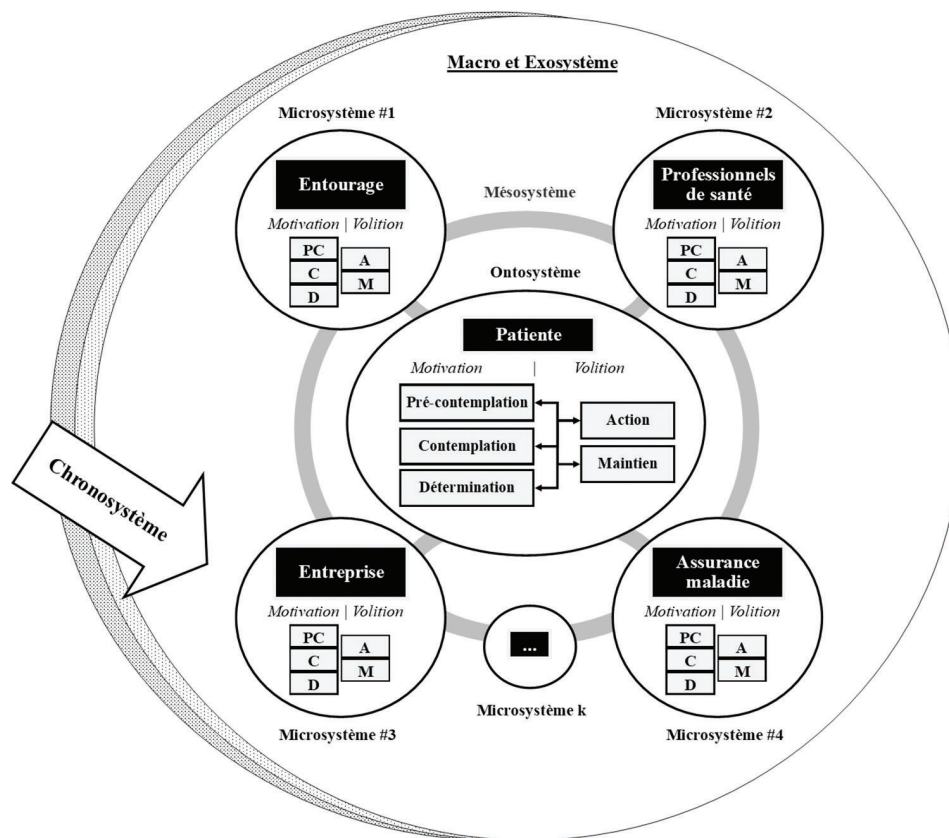 Macro et Exosystème
Microsystème #1
Microsystème #2
Entourage
Motivation | Volition
PC
C
D
A
M
Professionnels
de santé
Motivation | Volition
PC
C
D
A
M
Mésosystème
Ontosystème
Patiente
Motivation | Volition
Pré-contemplation
Contemplation
Détermination
Action
Maintien
Chronosystème
Entreprise
Motivation | Volition
PC
C
D
A
M
Assurance
maladie
Motivation | Volition
PC
C
D
A
M
...
Microsystème k
Microsystème #3
Microsystème #4